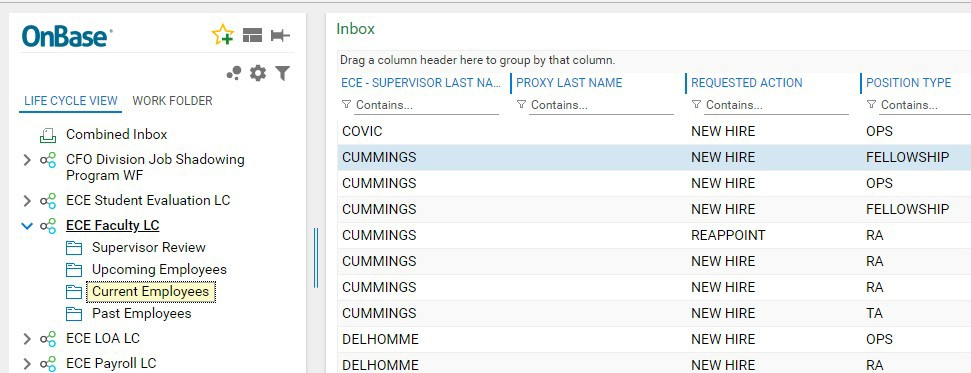 OnBase
LIFE CYCLE VIEW WORK FOLDER
Combined Inbox
CFO Division Job Shadowing
Program WF
ECE Student Evaluation LC
ECE Faculty LC
Supervisor Review
Upcoming Employees
Current Employees
Past Employees
ECE LOA LC
ECE Payroll LC
Inbox
Drag a column header here to group by that column.
ECE - SUPERVISOR LAST NA... PROXY LAST NAME REQUESTED ACTION POSITION TYPE
Contains... Contains... Contains... Contains...
COVIC NEW HIRE OPS
CUMMINGS NEW HIRE FELLOWSHIP
CUMMINGS NEW HIRE OPS
CUMMINGS NEW HIRE FELLOWSHIP
CUMMINGS REAPPOINT RA
CUMMINGS NEW HIRE RA
CUMMINGS NEW HIRE RA
CUMMINGS NEW HIRE TA
DELHOMME NEW HIRE OPS
DELHOMME NEW HIRE RA